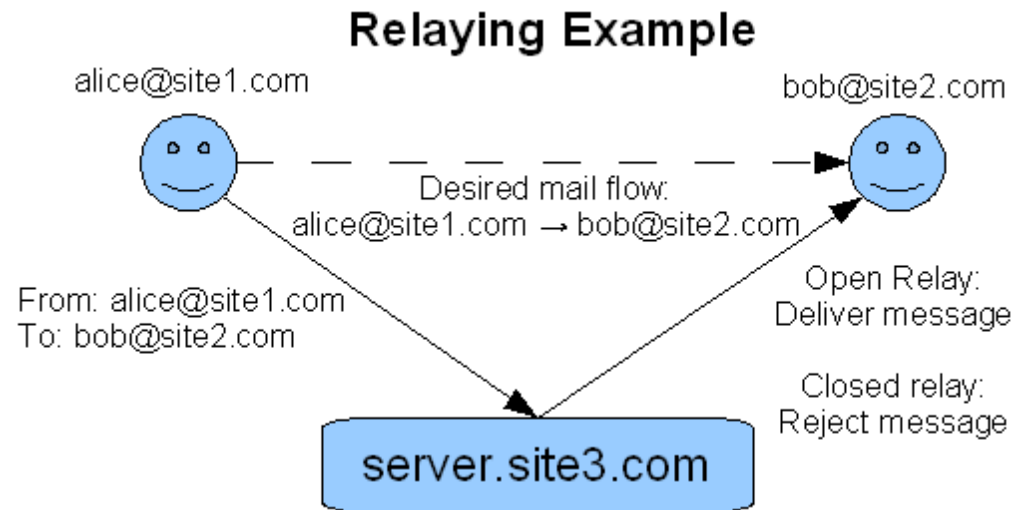 Relaying Example
alice@site1.com
bob@site2.com
Desired mail flow:
alice@site1.com → bob@site2.com
From: alice@site1.com
To: bob@site2.com
Open Relay:
Deliver message
Closed relay:
Reject message
server.site3.com